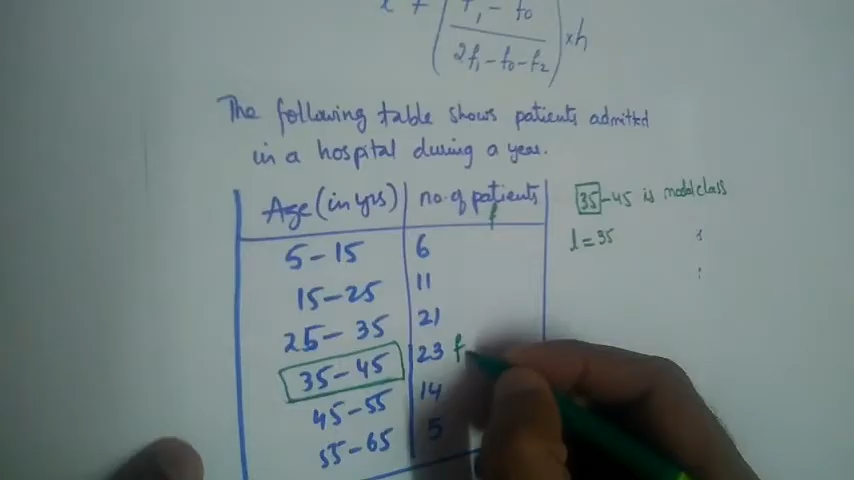 l + (f₁ - f₀ / 2f₁ - f₀ - f₂) × h
The following table shows patients admitted
in a hospital during a year.
Age (in yrs) no. of patients
f
35-45 is modal class
l = 35
5-15 6
15-25 11
25-35 21
35-45 23 f
45-55 14
55-65 5